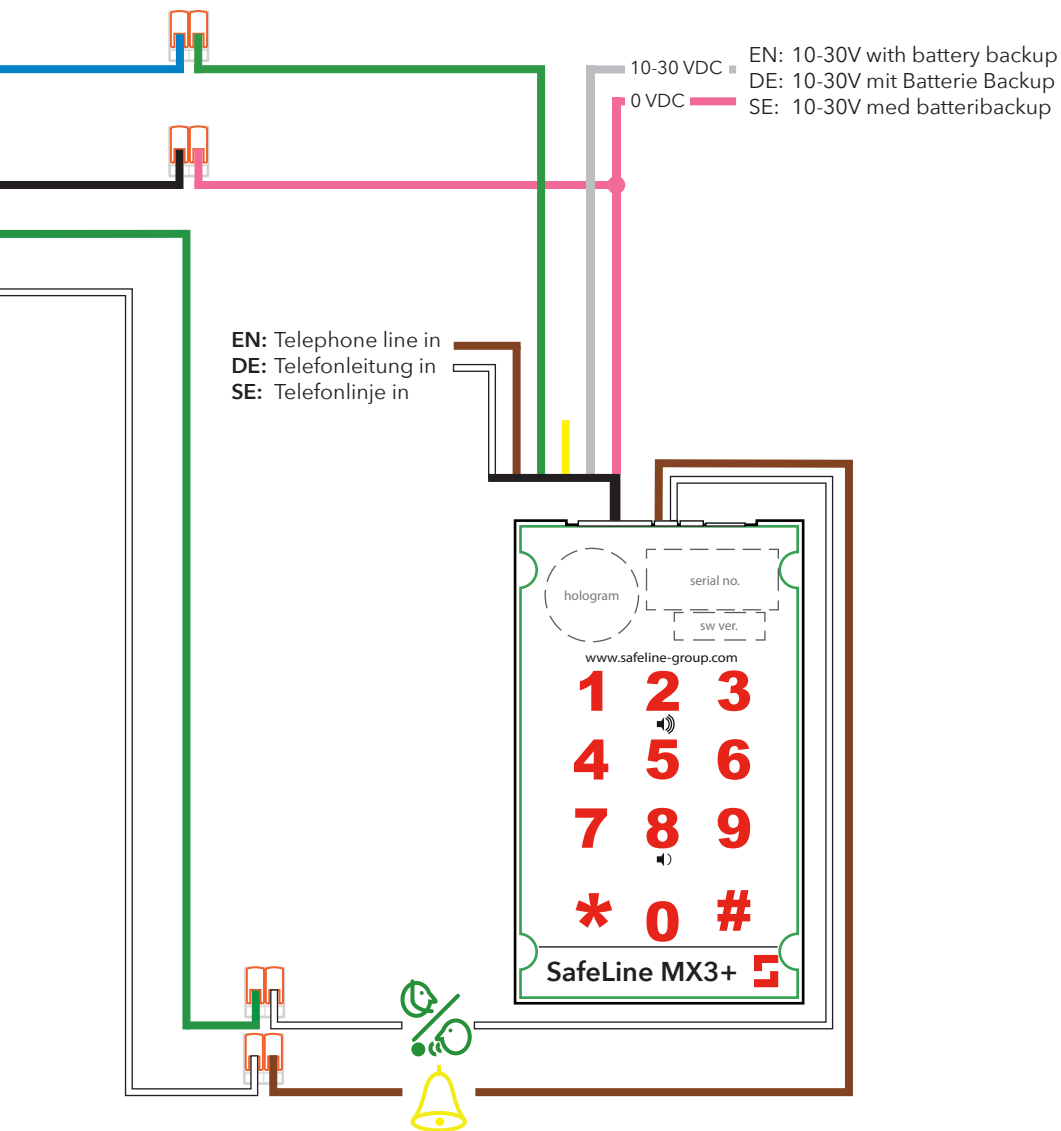 10-30 VDC
0 VDC
EN: 10-30V with battery backup
DE: 10-30V mit Batterie Backup
SE: 10-30V med batteribackup
EN: Telephone line in
DE: Telefonleitung in
SE: Telefonlinje in
hologram
serial no.
sw ver.
www.safeline-group.com
1 2 3
4 5 6
7 8 9
* 0 #
SafeLine MX3+